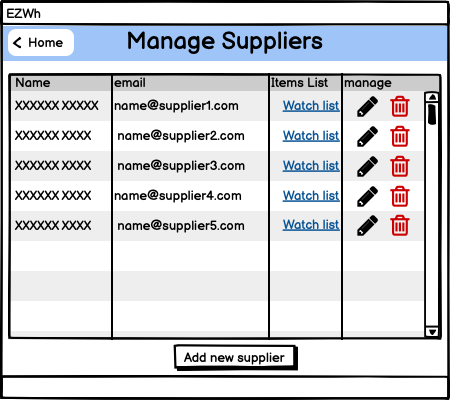 EZWh
Home
Manage Suppliers
Name email Items List manage
XXXXXX XXXXX name@supplier1.com Watch list
XXXXXX XXXX name@supplier2.com Watch list
XXXXXX XXXX name@supplier3.com Watch list
XXXXXX XXXX name@supplier4.com Watch list
XXXXXX XXXX name@supplier5.com Watch list
Add new supplier